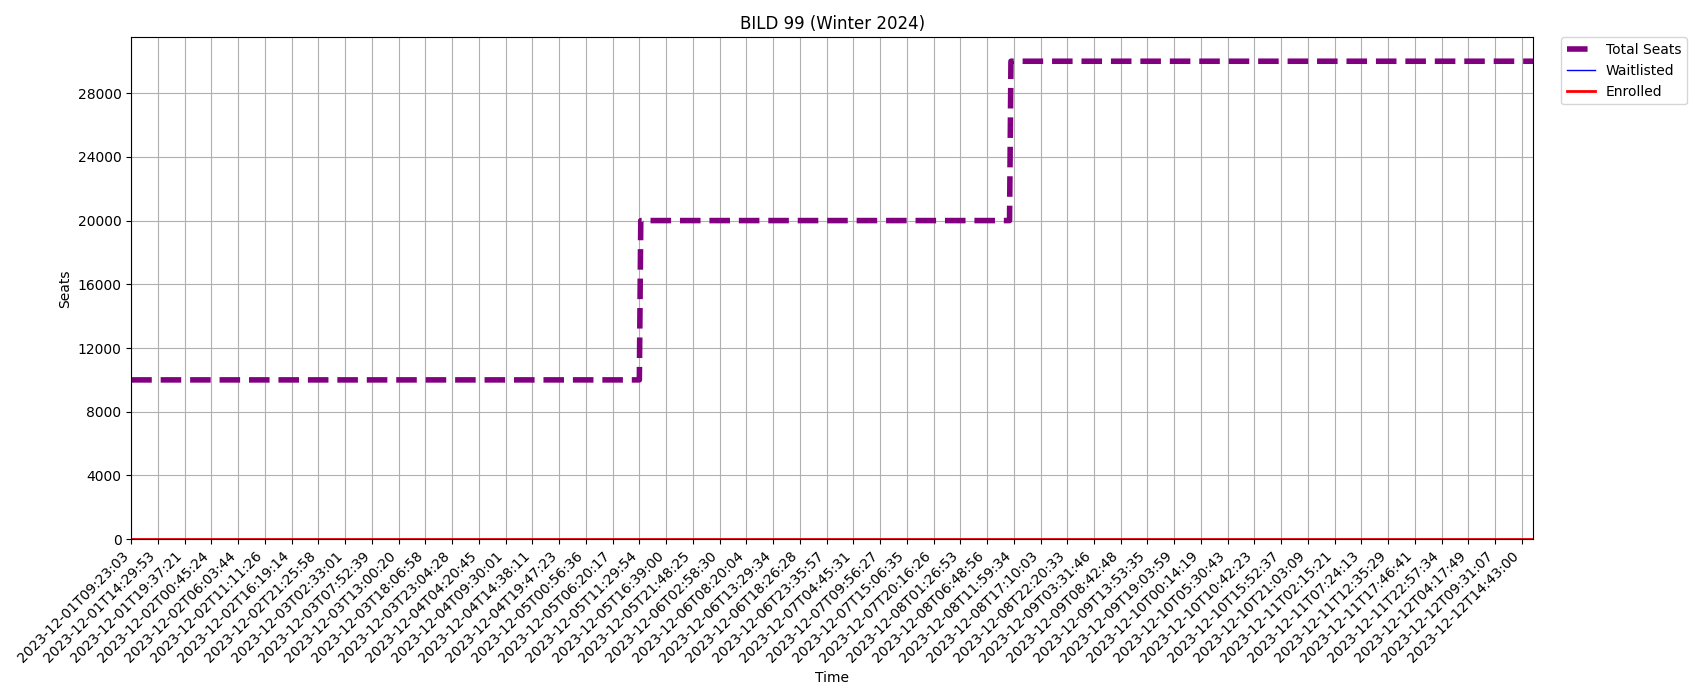 BILD 99 (Winter 2024)
Total Seats
Waitlisted
Enrolled
Seats
28000
24000
20000
16000
12000
8000
4000
0
2023-12-01T09:23:03
2023-12-01T14:29:53
2023-12-01T19:37:21
2023-12-02T00:45:24
2023-12-02T06:03:44
2023-12-02T11:11:26
2023-12-02T16:19:14
2023-12-02T21:25:58
2023-12-03T02:33:01
2023-12-03T07:52:39
2023-12-03T13:00:20
2023-12-03T18:06:58
2023-12-03T23:04:28
2023-12-04T04:20:45
2023-12-04T09:30:01
2023-12-04T14:38:11
2023-12-04T19:47:23
2023-12-05T00:56:36
2023-12-05T06:20:17
2023-12-05T11:29:54
2023-12-05T16:39:00
2023-12-05T21:48:25
2023-12-06T02:58:30
2023-12-06T08:20:04
2023-12-06T13:29:34
2023-12-06T18:26:28
2023-12-06T23:35:57
2023-12-07T04:45:31
2023-12-07T09:56:27
2023-12-07T15:06:35
2023-12-07T20:16:26
2023-12-08T01:26:53
2023-12-08T06:48:56
2023-12-08T11:59:34
2023-12-08T17:10:03
2023-12-08T22:20:33
2023-12-09T03:31:46
2023-12-09T08:42:48
2023-12-09T13:53:35
2023-12-09T19:03:59
2023-12-10T00:14:19
2023-12-10T05:30:43
2023-12-10T10:42:23
2023-12-10T15:52:37
2023-12-10T21:03:09
2023-12-11T02:15:21
2023-12-11T07:24:13
2023-12-11T12:35:29
2023-12-11T17:46:41
2023-12-11T22:57:34
2023-12-12T04:17:49
2023-12-12T09:31:07
2023-12-12T14:43:00
Time